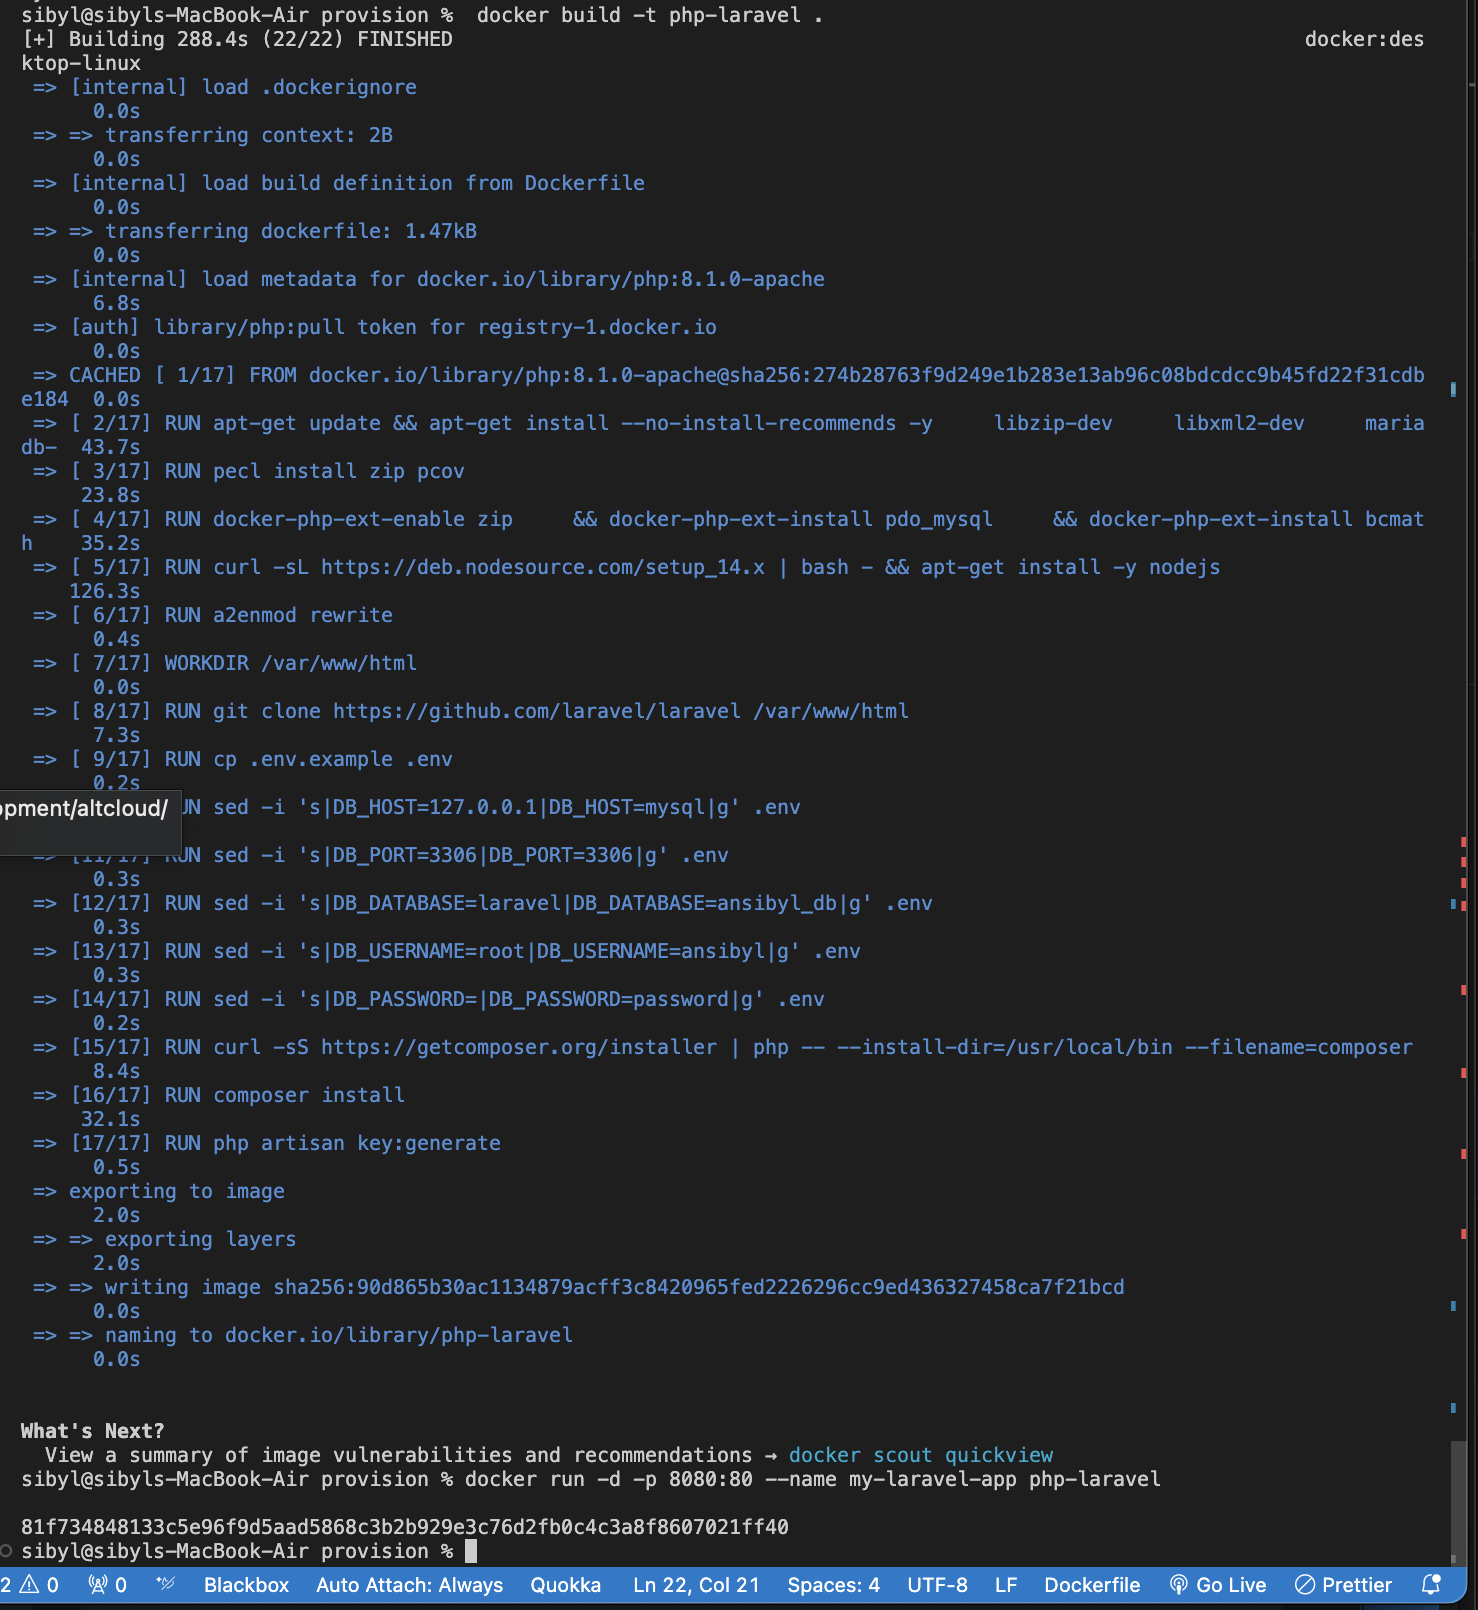 sibyl@sibyls-MacBook-Air provision %  docker build -t php-laravel .
[+] Building 288.4s (22/22) FINISHED docker:des
ktop-linux
=> [internal] load .dockerignore
0.0s
=> => transferring context: 2B
0.0s
=> [internal] load build definition from Dockerfile
0.0s
=> => transferring dockerfile: 1.47kB
0.0s
=> [internal] load metadata for docker.io/library/php:8.1.0-apache
6.8s
=> [auth] library/php:pull token for registry-1.docker.io
0.0s
=> CACHED [ 1/17] FROM docker.io/library/php:8.1.0-apache@sha256:274b28763f9d249e1b283e13ab96c08bdcdcc9b45fd22f31cdb
e184  0.0s
=> [ 2/17] RUN apt-get update && apt-get install --no-install-recommends -y     libzip-dev     libxml2-dev     maria
db-  43.7s
=> [ 3/17] RUN pecl install zip pcov
23.8s
=> [ 4/17] RUN docker-php-ext-enable zip     && docker-php-ext-install pdo_mysql     && docker-php-ext-install bcmat
h    35.2s
=> [ 5/17] RUN curl -sL https://deb.nodesource.com/setup_14.x | bash - && apt-get install -y nodejs
126.3s
=> [ 6/17] RUN a2enmod rewrite
0.4s
=> [ 7/17] WORKDIR /var/www/html
0.0s
=> [ 8/17] RUN git clone https://github.com/laravel/laravel /var/www/html
7.3s
=> [ 9/17] RUN cp .env.example .env
0.2s
opment/altcloud/
UN sed -i 's|DB_HOST=127.0.0.1|DB_HOST=mysql|g' .env
=> [11/17] RUN sed -i 's|DB_PORT=3306|DB_PORT=3306|g' .env
0.3s
=> [12/17] RUN sed -i 's|DB_DATABASE=laravel|DB_DATABASE=ansibyl_db|g' .env
0.3s
=> [13/17] RUN sed -i 's|DB_USERNAME=root|DB_USERNAME=ansibyl|g' .env
0.3s
=> [14/17] RUN sed -i 's|DB_PASSWORD=|DB_PASSWORD=password|g' .env
0.2s
=> [15/17] RUN curl -sS https://getcomposer.org/installer | php -- --install-dir=/usr/local/bin --filename=composer
8.4s
=> [16/17] RUN composer install
32.1s
=> [17/17] RUN php artisan key:generate
0.5s
=> exporting to image
2.0s
=> => exporting layers
2.0s
=> => writing image sha256:90d865b30ac1134879acff3c8420965fed2226296cc9ed436327458ca7f21bcd
0.0s
=> => naming to docker.io/library/php-laravel
0.0s
What's Next?
View a summary of image vulnerabilities and recommendations → docker scout quickview
sibyl@sibyls-MacBook-Air provision % docker run -d -p 8080:80 --name my-laravel-app php-laravel
81f734848133c5e96f9d5aad5868c3b2b929e3c76d2fb0c4c3a8f8607021ff40
sibyl@sibyls-MacBook-Air provision %
2 0 0 Blackbox Auto Attach: Always Quokka Ln 22, Col 21 Spaces: 4 UTF-8 LF Dockerfile Go Live Prettier